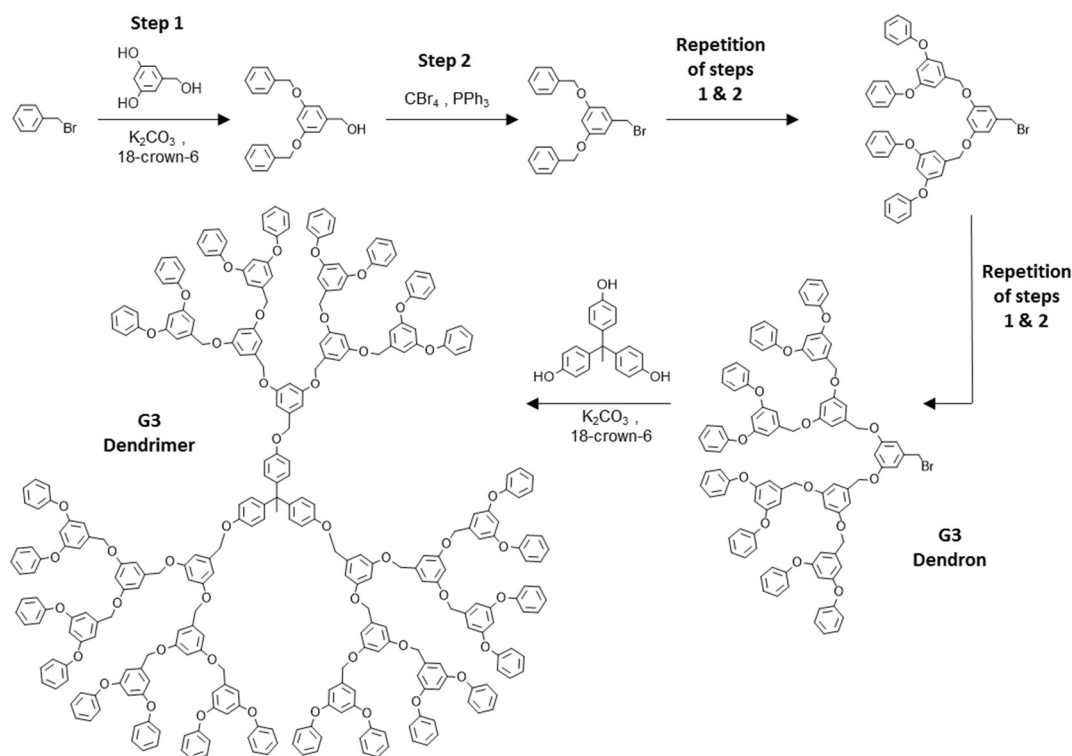 Step 1
HO
OH
HO
Br
K2CO3 ,
18-crown-6
O
OH
O
Step 2
CBr4 , PPh3
O
Br
O
Repetition
of steps
1 & 2
O
O
O
Br
O
O
O
Repetition
of steps
1 & 2
O
O
O
O
O
O
O
Br
O
O
O
O
O
O
O
G3
Dendron
OH
HO
OH
K2CO3 ,
18-crown-6
G3
Dendrimer
O O O O
O O O O
O O O O
O O
O
O O O O O
O O O O O
O O O O O
O O O O O
O O O O O
O O O O O